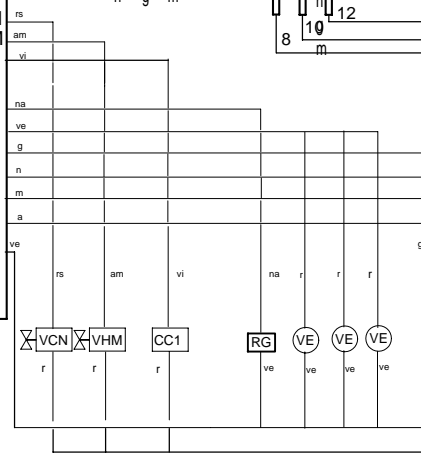 n g m
rs
n
12
am
8
10
g
m
vi
na
ve
g
n
m
a
ve
g
rs am vi na r r r
VCN VHM CC1 RG VE VE VE
r r r ve ve ve ve